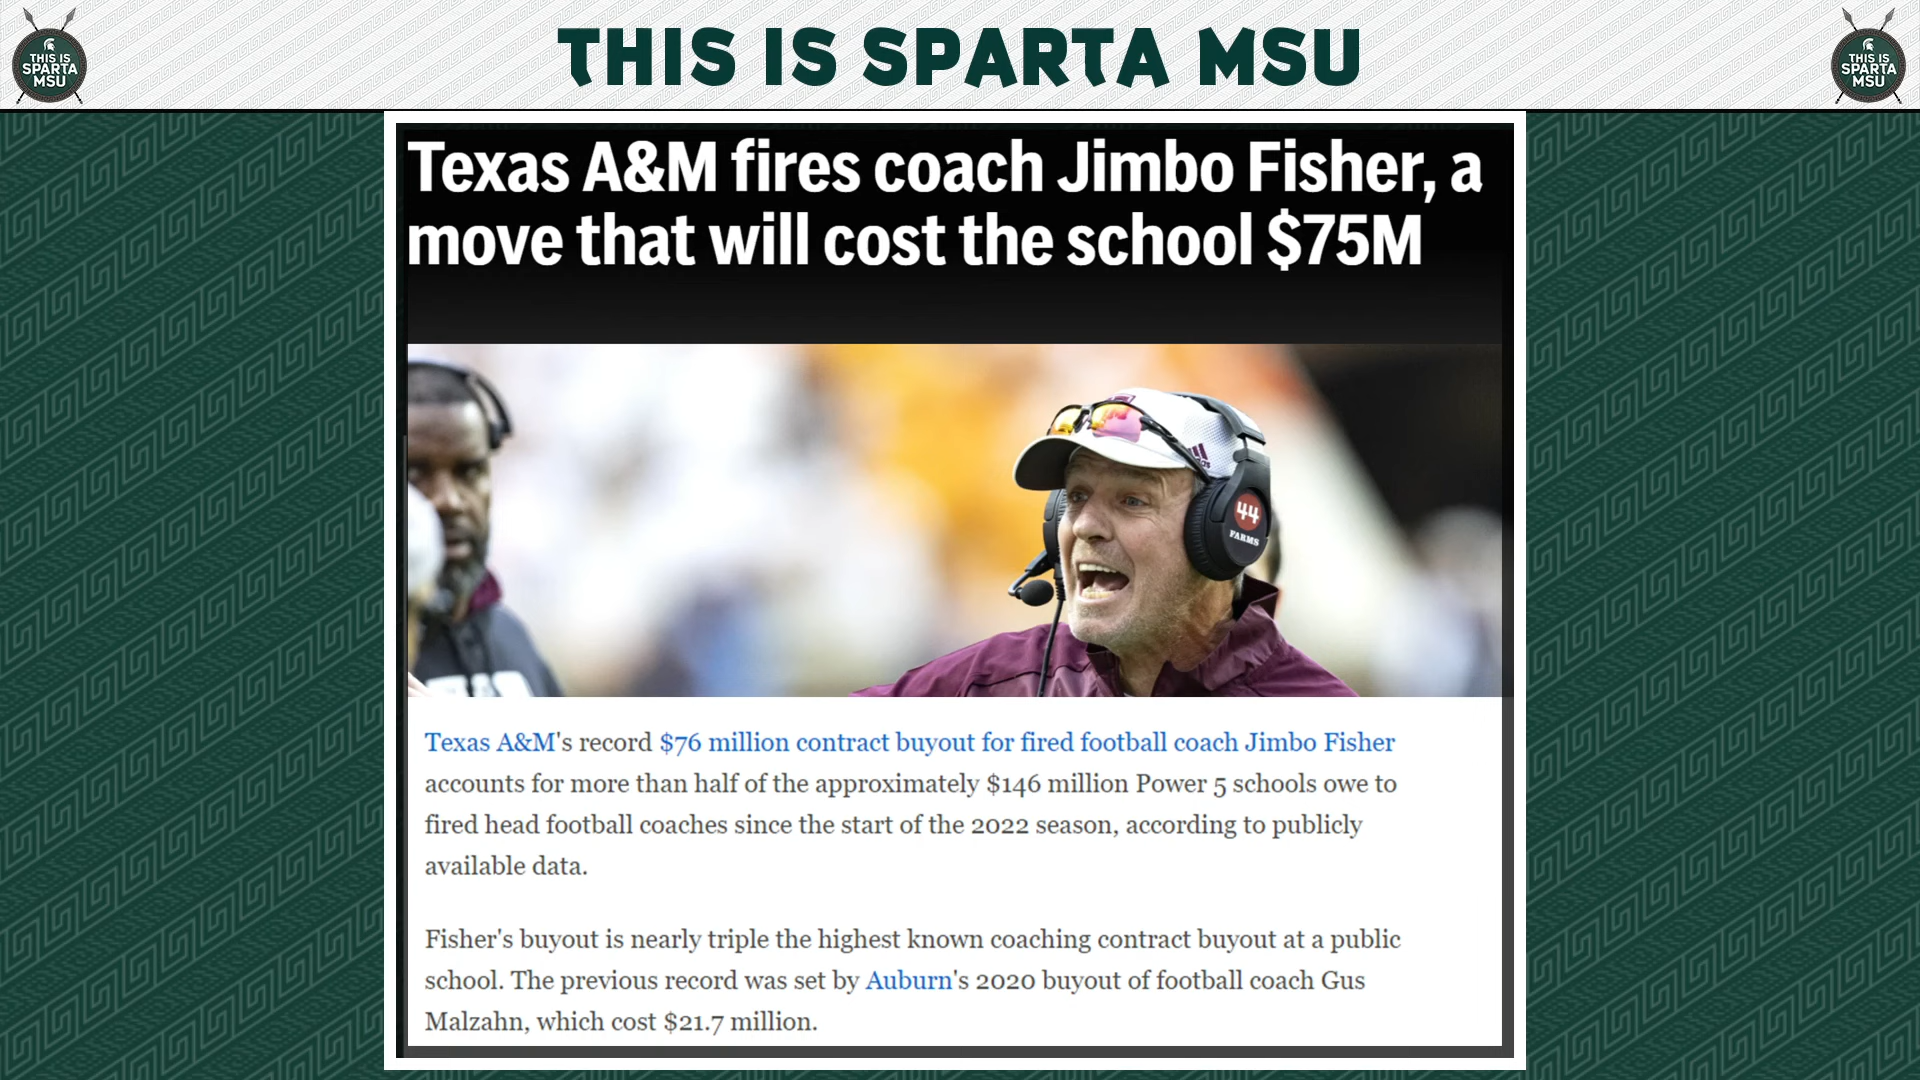 THIS IS SPARTA MSU
THIS IS
SPARTA
MSU
THIS IS
SPARTA
MSU
Texas A&M fires coach Jimbo Fisher, a
move that will cost the school $75M
44
FARMS
Texas A&M's record $76 million contract buyout for fired football coach Jimbo Fisher
accounts for more than half of the approximately $146 million Power 5 schools owe to
fired head football coaches since the start of the 2022 season, according to publicly
available data.
Fisher's buyout is nearly triple the highest known coaching contract buyout at a public
school. The previous record was set by Auburn's 2020 buyout of football coach Gus
Malzahn, which cost $21.7 million.